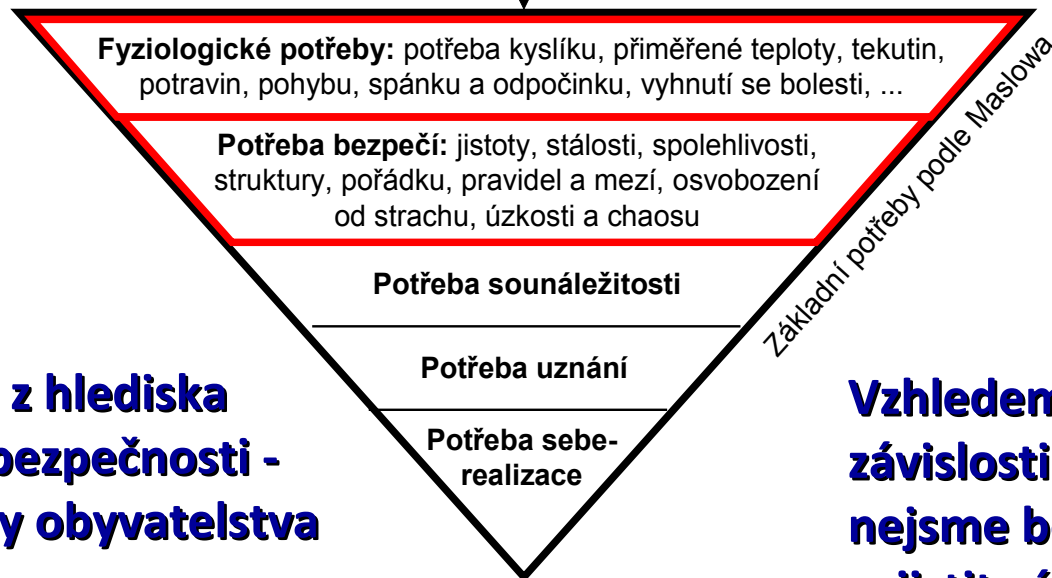 Fyziologické potřeby: potřeba kyslíku, přiměřené teploty, tekutin,
potravin, pohybu, spánku a odpočinku, vyhnutí se bolesti, ...
Potřeba bezpečí: jistoty, stálosti, spolehlivosti,
struktury, pořádku, pravidel a mezí, osvobození
od strachu, úzkosti a chaosu
Potřeba sounáležitosti
Potřeba uznání
Potřeba sebe-
realizace
Základní potřeby podle Maslowa
z hlediska
bezpečnosti -
y obyvatelstva
Vzhledem
závislosti
nejsme b